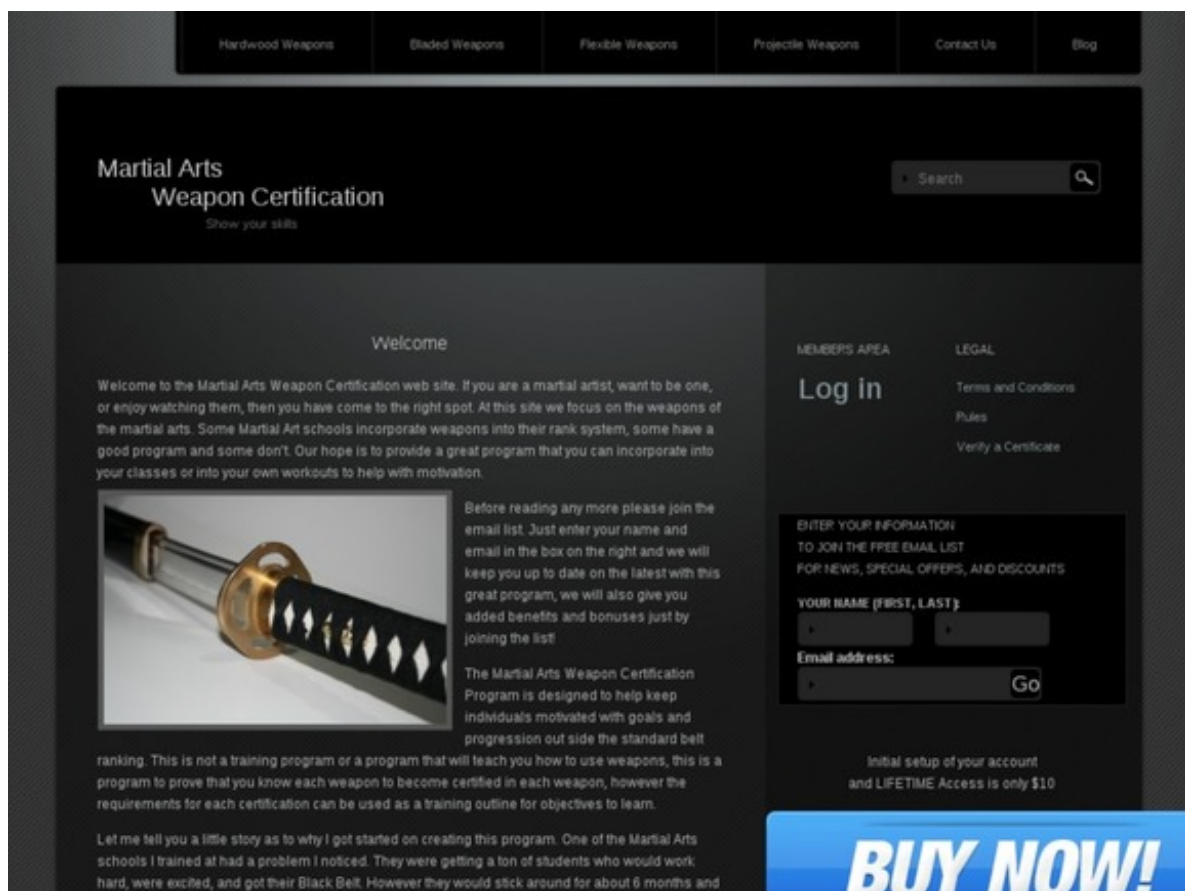 Hardwood Weapons
Bladed Weapons
Flexible Weapons
Projectile Weapons
Contact Us
Blog
Martial Arts
Weapon Certification
Show your skills
Search
Welcome
Welcome to the Martial Arts Weapon Certification web site. If you are a martial artist, want to be one,
or enjoy watching them, then you have come to the right spot. At this site we focus on the weapons of
the martial arts. Some Martial Art schools incorporate weapons into their rank system, some have a
good program and some don't. Our hope is to provide a great program that you can incorporate into
your classes or into your own workouts to help with motivation.
Before reading any more please join the
email list. Just enter your name and
email in the box on the right and we will
keep you up to date on the latest with this
great program, we will also give you
added benefits and bonuses just by
joining the list!
The Martial Arts Weapon Certification
Program is designed to help keep
individuals motivated with goals and
progression out side the standard belt
ranking. This is not a training program or a program that will teach you how to use weapons, this is a
program to prove that you know each weapon to become certified in each weapon, however the
requirements for each certification can be used as a training outline for objectives to learn.
Let me tell you a little story as to why I got started on creating this program. One of the Martial Arts
schools I trained at had a problem I noticed. They were getting a ton of students who would work
hard, were excited, and got their Black Belt. However they would stick around for about 6 months and
MEMBERS AREA
Log in
LEGAL
Terms and Conditions
Rules
Verify a Certificate
ENTER YOUR INFORMATION
TO JOIN THE FREE EMAIL LIST
FOR NEWS, SPECIAL OFFERS, AND DISCOUNTS
YOUR NAME (FIRST, LAST):
Email address:
Go
Initial setup of your account
and LIFETIME Access is only $10
BUY NOW!